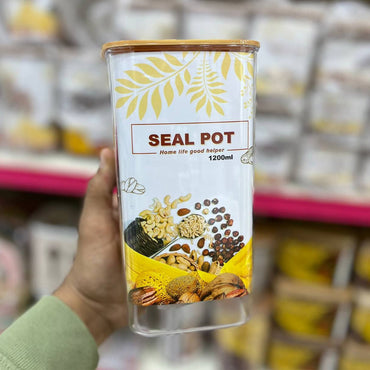 SEAL POT
Home life good helper
1200ml